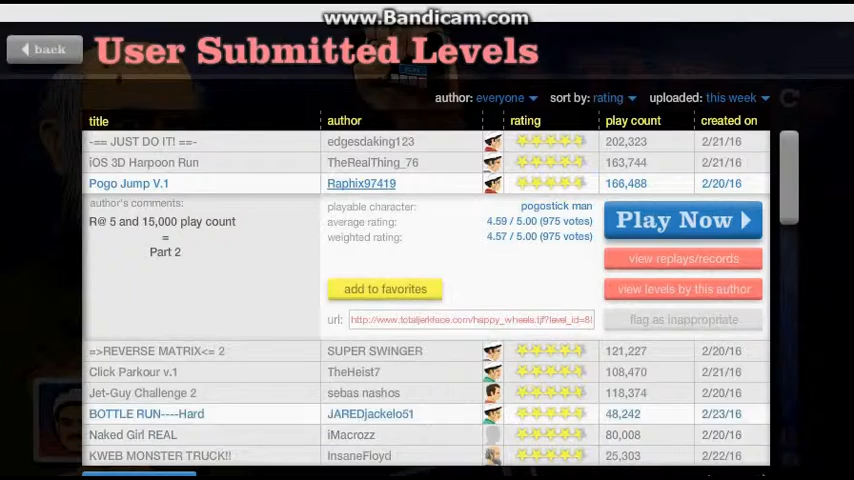 www.Bandicam.com
back
User Submitted Levels
author: everyone sort by: rating uploaded: this week
title author rating play count created on
-== JUST DO IT! ==- edgesdaking123 202,323 2/21/16
iOS 3D Harpoon Run TheRealThing_76 163,744 2/21/16
Pogo Jump V.1 Raphix97419 166,488 2/20/16
author's comments:
R@ 5 and 15,000 play count
=
Part 2
playable character: pogostick man
average rating: 4.59 / 5.00 (975 votes)
weighted rating: 4.57 / 5.00 (975 votes)
add to favorites
url: http://www.totaljerkface.com/happy_wheels.tjf?level_id=8
Play Now
view replays/records
view levels by this author
flag as inappropriate
=>REVERSE MATRIX<= 2 SUPER SWINGER 121,227 2/20/16
Click Parkour v.1 TheHeist7 108,470 2/20/16
Jet-Guy Challenge 2 sebas nashos 118,374 2/21/16
BOTTLE RUN----Hard JAREDjackelo51 48,242 2/23/16
Naked Girl REAL iMacrozz 80,008 2/20/16
KWEB MONSTER TRUCK!! InsaneFloyd 25,303 2/22/16